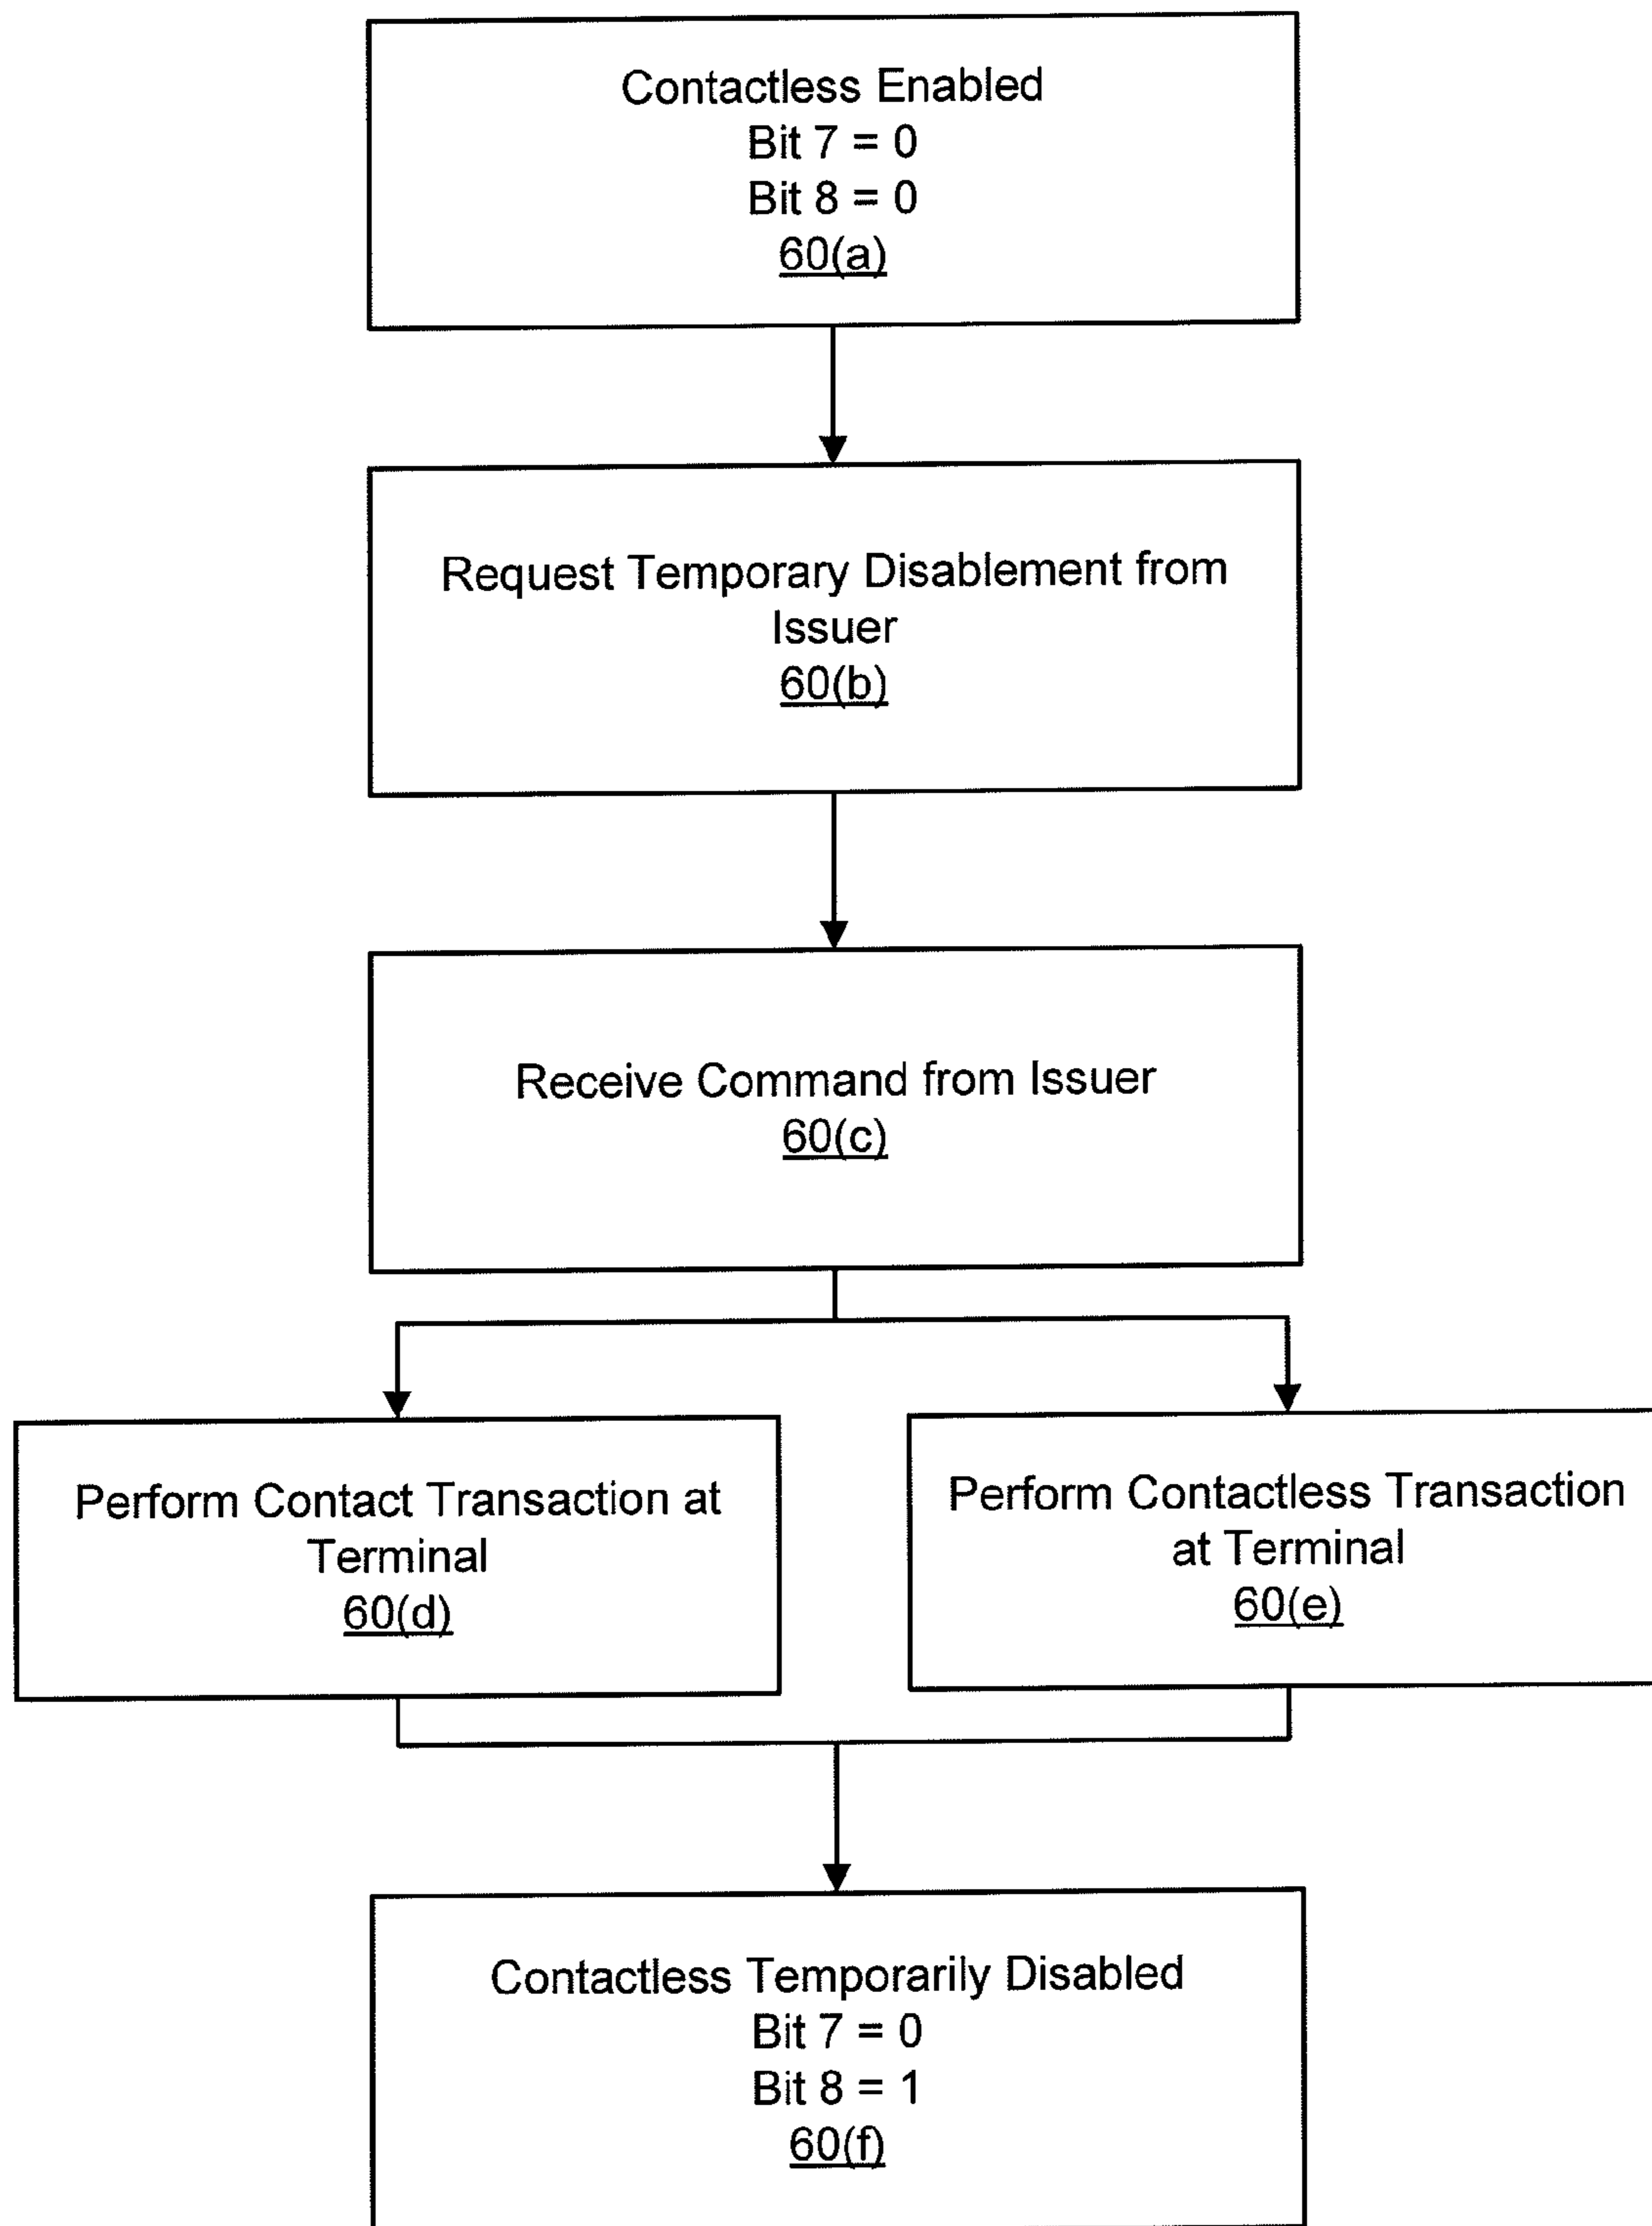 Contactless Enabled
Bit 7 = 0
Bit 8 = 0
60(a)
Request Temporary Disablement from
Issuer
60(b)
Receive Command from Issuer
60(c)
Perform Contact Transaction at
Terminal
60(d)
Perform Contactless Transaction
at Terminal
60(e)
Contactless Temporarily Disabled
Bit 7 = 0
Bit 8 = 1
60(f)